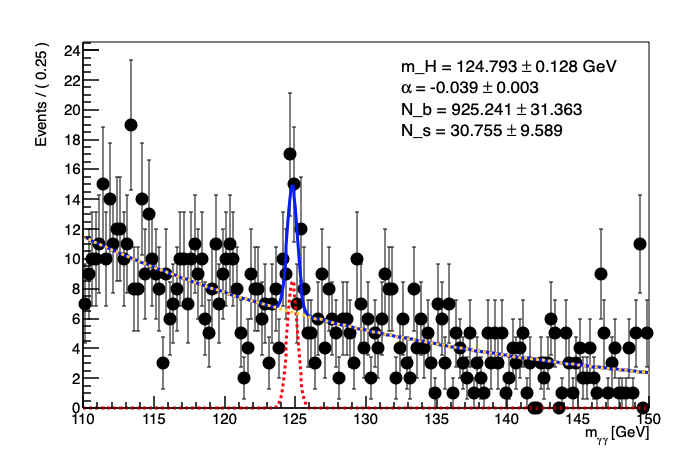 Events / ( 0.25 )
24
22
20
18
16
14
12
10
8
6
4
2
0
m_H = 124.793 ± 0.128 GeV
α = -0.039 ± 0.003
N_b = 925.241 ± 31.363
N_s = 30.755 ± 9.589
110 115 120 125 130 135 140 145 150
m_γγ [GeV]